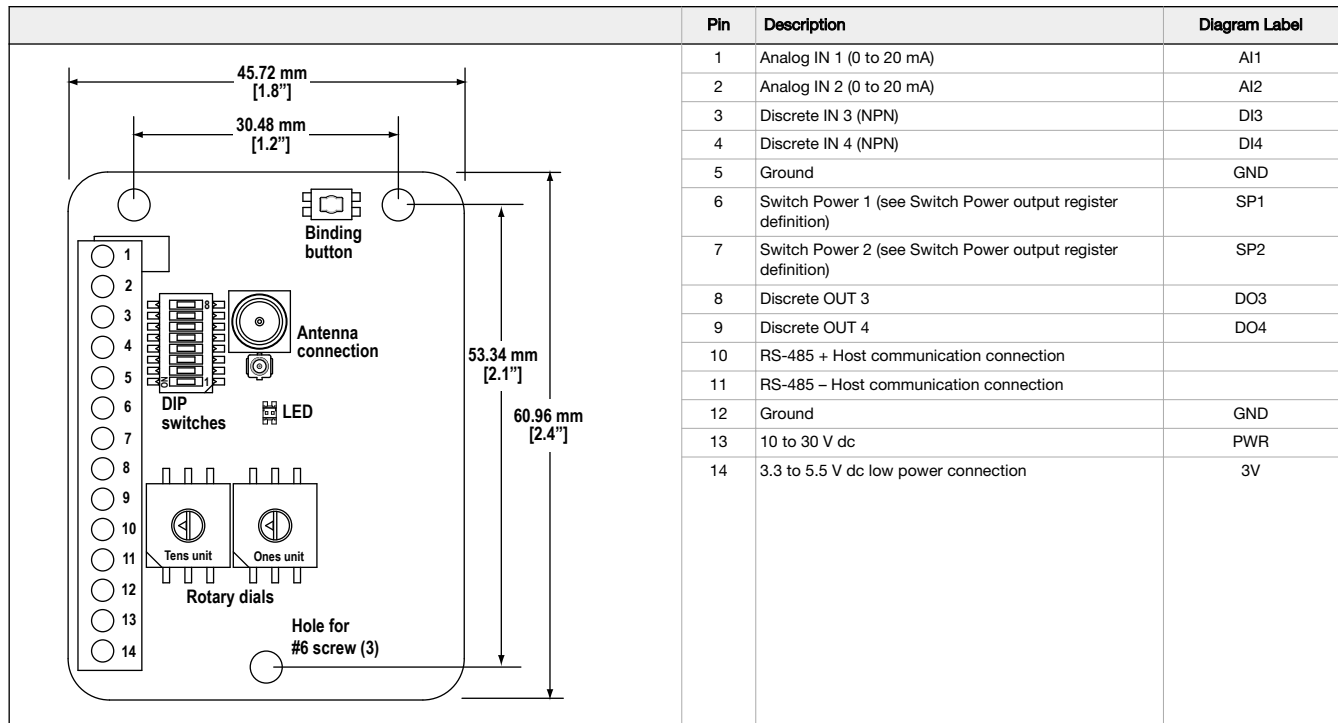 Pin Description Diagram Label
1 Analog IN 1 (0 to 20 mA) AI1
2 Analog IN 2 (0 to 20 mA) AI2
3 Discrete IN 3 (NPN) DI3
4 Discrete IN 4 (NPN) DI4
5 Ground GND
6 Switch Power 1 (see Switch Power output register SP1
definition)
7 Switch Power 2 (see Switch Power output register SP2
definition)
8 Discrete OUT 3 DO3
9 Discrete OUT 4 DO4
10 RS-485 + Host communication connection
11 RS-485 – Host communication connection
12 Ground GND
13 10 to 30 V dc PWR
14 3.3 to 5.5 V dc low power connection 3V
45.72 mm
[1.8”]
30.48 mm
[1.2”]
Binding
button
1
2
3
4
5
6
7
8
9
10
11
12
13
14
8
ON 1
DIP
switches
Antenna
connection
LED
53.34 mm
[2.1”]
60.96 mm
[2.4”]
Tens unit
Ones unit
Rotary dials
Hole for
#6 screw (3)